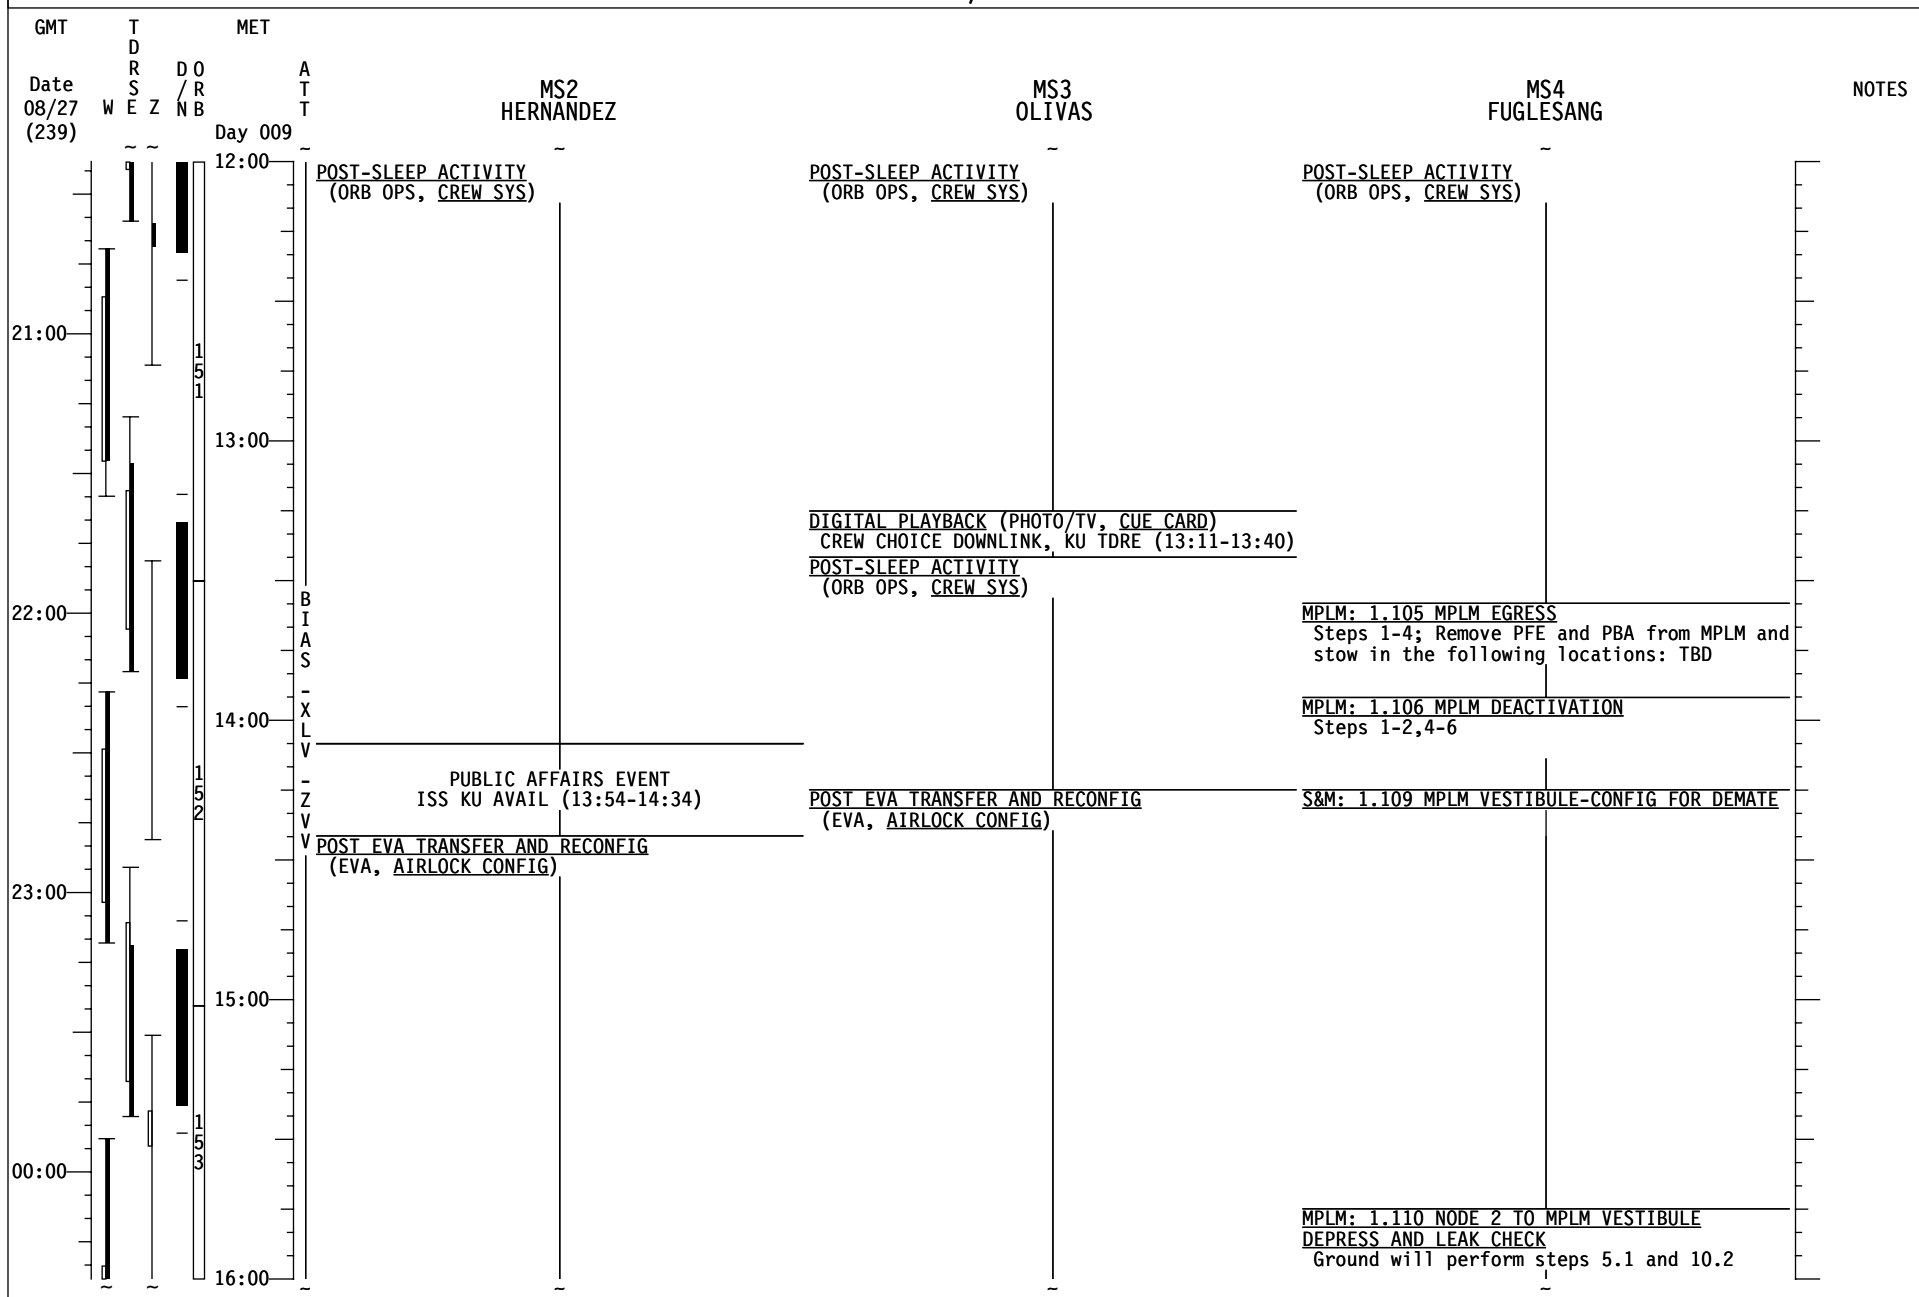 GMT
TDRS
MET
Date
08/27
(239)
W E Z
D/N
ORB
Day 009
ATT
MS2
HERNANDEZ
MS3
OLIVAS
MS4
FUGLESANG
NOTES
~ ~ ~ ~ ~ ~
12:00
POST-SLEEP ACTIVITY
(ORB OPS, CREW SYS)
POST-SLEEP ACTIVITY
(ORB OPS, CREW SYS)
POST-SLEEP ACTIVITY
(ORB OPS, CREW SYS)
21:00
151
13:00
DIGITAL PLAYBACK (PHOTO/TV, CUE CARD)
CREW CHOICE DOWNLINK, KU TDRE (13:11-13:40)
POST-SLEEP ACTIVITY
(ORB OPS, CREW SYS)
22:00
BIAS -XLV -ZVV
MPLM: 1.105 MPLM EGRESS
Steps 1-4; Remove PFE and PBA from MPLM and
stow in the following locations: TBD
14:00
MPLM: 1.106 MPLM DEACTIVATION
Steps 1-2,4-6
152
PUBLIC AFFAIRS EVENT
ISS KU AVAIL (13:54-14:34)
POST EVA TRANSFER AND RECONFIG
(EVA, AIRLOCK CONFIG)
S&M: 1.109 MPLM VESTIBULE-CONFIG FOR DEMATE
POST EVA TRANSFER AND RECONFIG
(EVA, AIRLOCK CONFIG)
23:00
15:00
153
00:00
MPLM: 1.110 NODE 2 TO MPLM VESTIBULE
DEPRESS AND LEAK CHECK
Ground will perform steps 5.1 and 10.2
16:00
~ ~ ~ ~ ~ ~